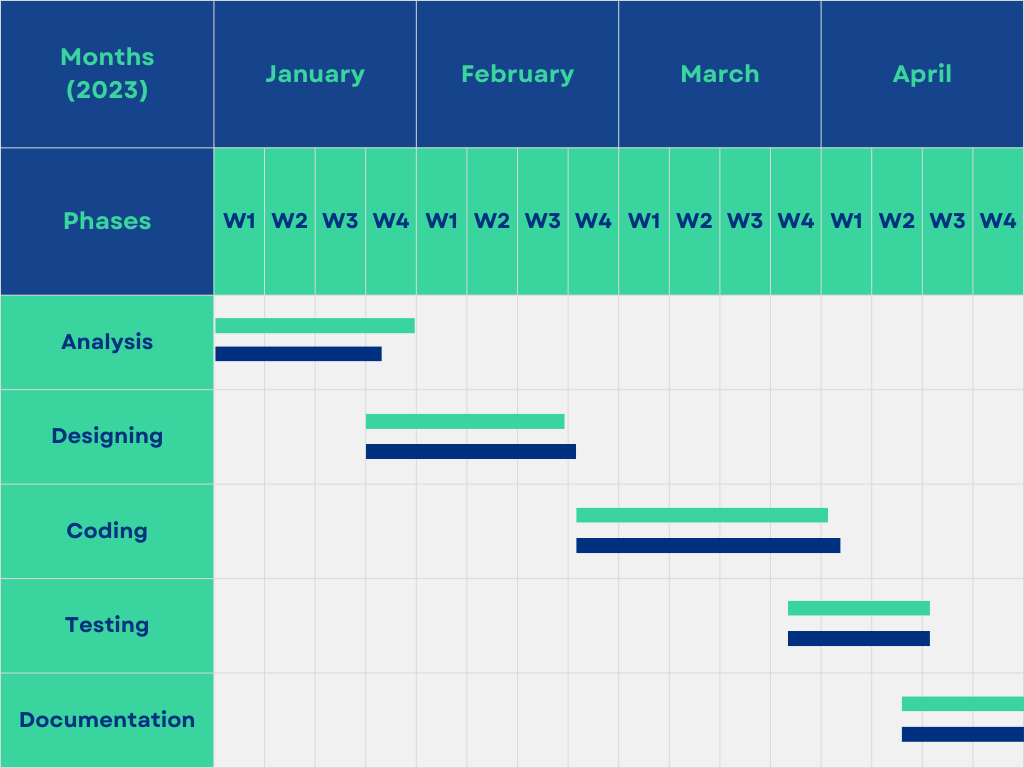 Months
(2023)
January February March April
Phases
W1 W2 W3 W4 W1 W2 W3 W4 W1 W2 W3 W4 W1 W2 W3 W4
Analysis
Designing
Coding
Testing
Documentation